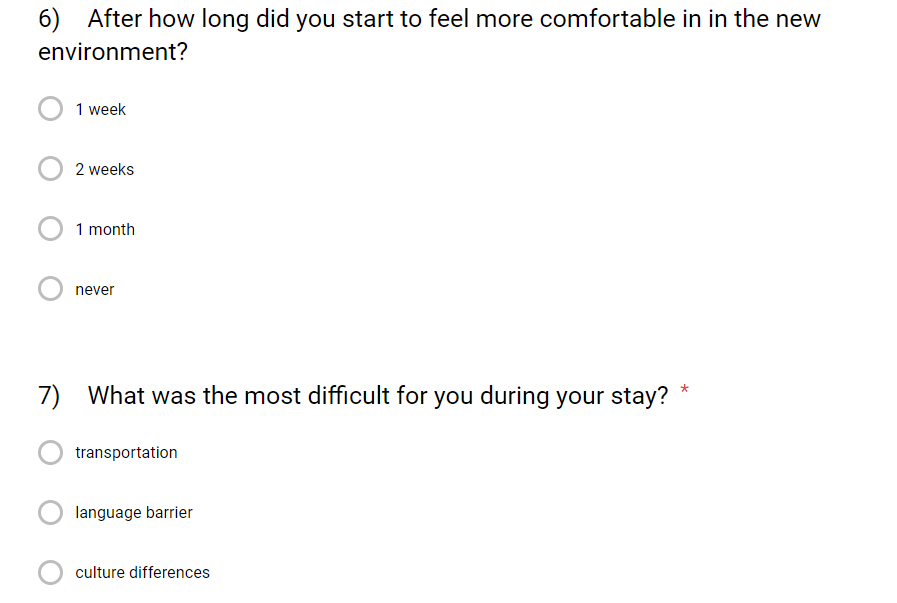 6) After how long did you start to feel more comfortable in in the new
environment?
1 week
2 weeks
1 month
never
7) What was the most difficult for you during your stay? *
transportation
language barrier
culture differences